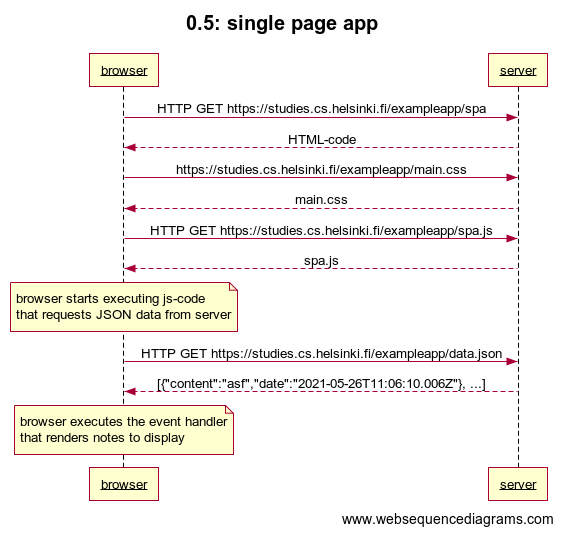 0.5: single page app
browser
server
HTTP GET https://studies.cs.helsinki.fi/exampleapp/spa
HTML-code
https://studies.cs.helsinki.fi/exampleapp/main.css
main.css
HTTP GET https://studies.cs.helsinki.fi/exampleapp/spa.js
spa.js
browser starts executing js-code
that requests JSON data from server
HTTP GET https://studies.cs.helsinki.fi/exampleapp/data.json
[{"content":"asf","date":"2021-05-26T11:06:10.006Z"}, ...]
browser executes the event handler
that renders notes to display
browser
server
www.websequencediagrams.com